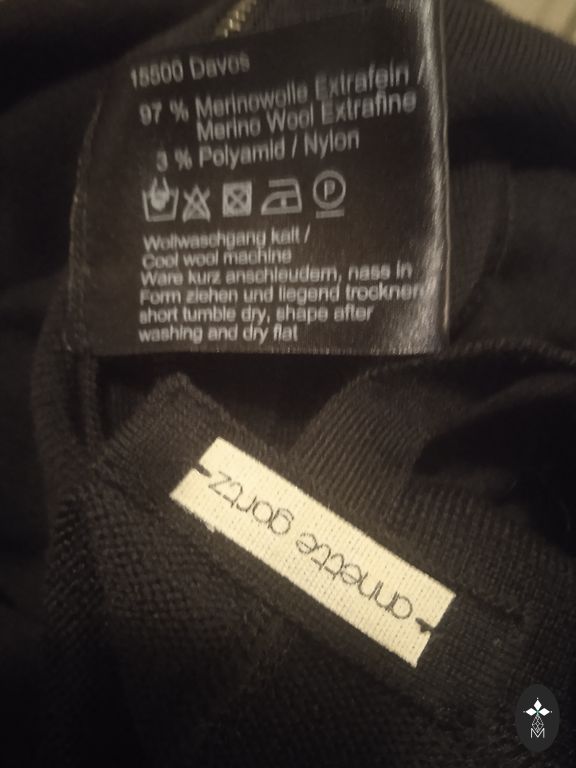 15500 Davos
97 % Merinowolle Extrafein /
Merino Wool Extrafine
3 % Polyamid / Nylon
P
Wollwaschgang kalt /
Cool wool machine
Ware kurz anschleudern, nass in
Form ziehen und liegend trocknen
short tumble dry, shape after
washing and dry flat
annette gortz
M